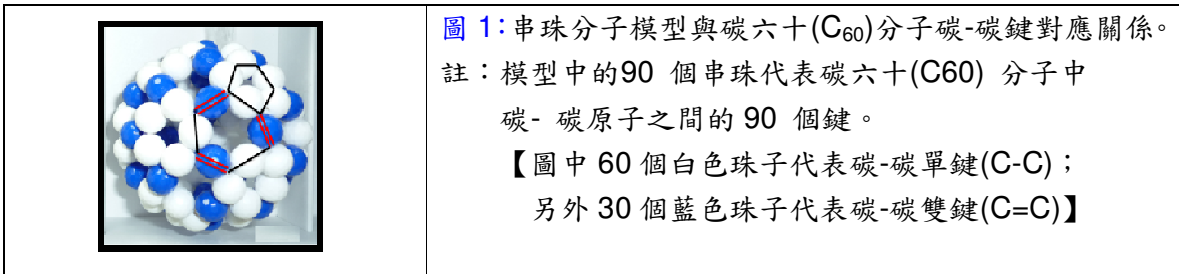 圖 1:串珠分子模型與碳六十(C₆₀)分子碳-碳鍵對應關係。
註：模型中的90 個串珠代表碳六十(C60) 分子中
碳- 碳原子之間的 90 個鍵。
【圖中 60 個白色珠子代表碳-碳單鍵(C-C)；
另外 30 個藍色珠子代表碳-碳雙鍵(C=C)】